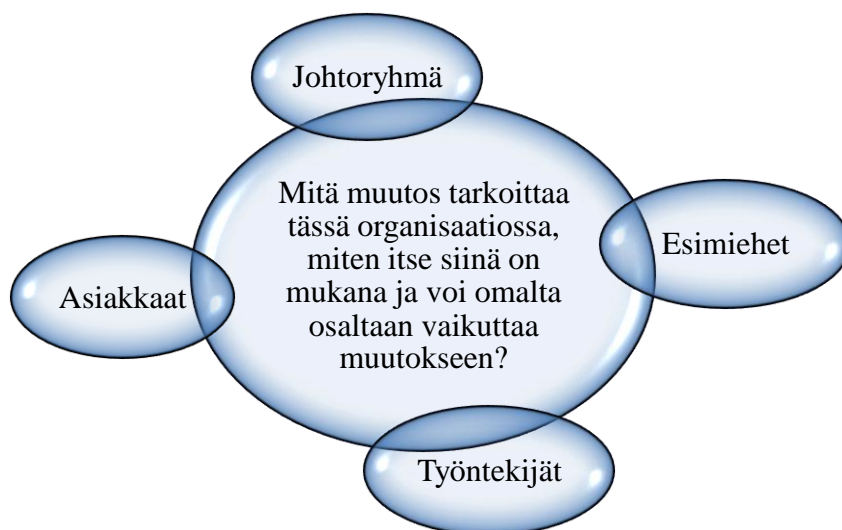 Johtoryhmä
Mitä muutos tarkoittaa
tässä organisaatiossa,
miten itse siinä on
mukana ja voi omalta
osaltaan vaikuttaa
muutokseen?
Esimiehet
Asiakkaat
Työntekijät